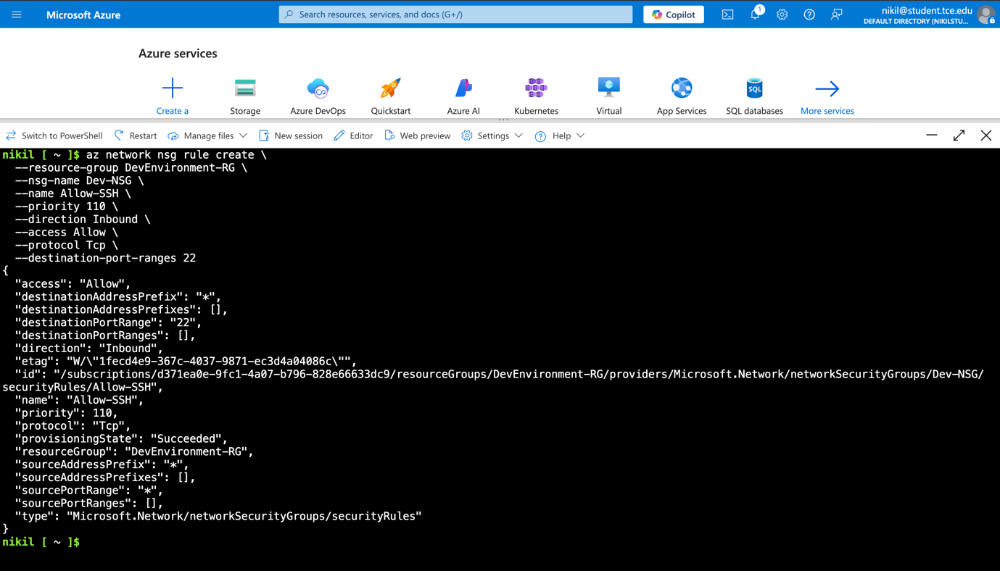 Microsoft Azure
Search resources, services, and docs (G+/)
Copilot
1
nikil@student.tce.edu
DEFAULT DIRECTORY (NIKILSTU...
Azure services
Create a
Storage
Azure DevOps
Quickstart
Azure AI
Kubernetes
Virtual
App Services
SQL
SQL databases
More services
Switch to PowerShell
Restart
Manage files
New session
Editor
Web preview
Settings
Help
nikil [ ~ ]$ az network nsg rule create \
  --resource-group DevEnvironment-RG \
  --nsg-name Dev-NSG \
  --name Allow-SSH \
  --priority 110 \
  --direction Inbound \
  --access Allow \
  --protocol Tcp \
  --destination-port-ranges 22
{
  "access": "Allow",
  "destinationAddressPrefix": "*",
  "destinationAddressPrefixes": [],
  "destinationPortRange": "22",
  "destinationPortRanges": [],
  "direction": "Inbound",
  "etag": "W/\"1fecd4e9-367c-4037-9871-ec3d4a04086c\"",
  "id": "/subscriptions/d371ea0e-9fc1-4a07-b796-828e66633dc9/resourceGroups/DevEnvironment-RG/providers/Microsoft.Network/networkSecurityGroups/Dev-NSG/
securityRules/Allow-SSH",
  "name": "Allow-SSH",
  "priority": 110,
  "protocol": "Tcp",
  "provisioningState": "Succeeded",
  "resourceGroup": "DevEnvironment-RG",
  "sourceAddressPrefix": "*",
  "sourceAddressPrefixes": [],
  "sourcePortRange": "*",
  "sourcePortRanges": [],
  "type": "Microsoft.Network/networkSecurityGroups/securityRules"
}
nikil [ ~ ]$